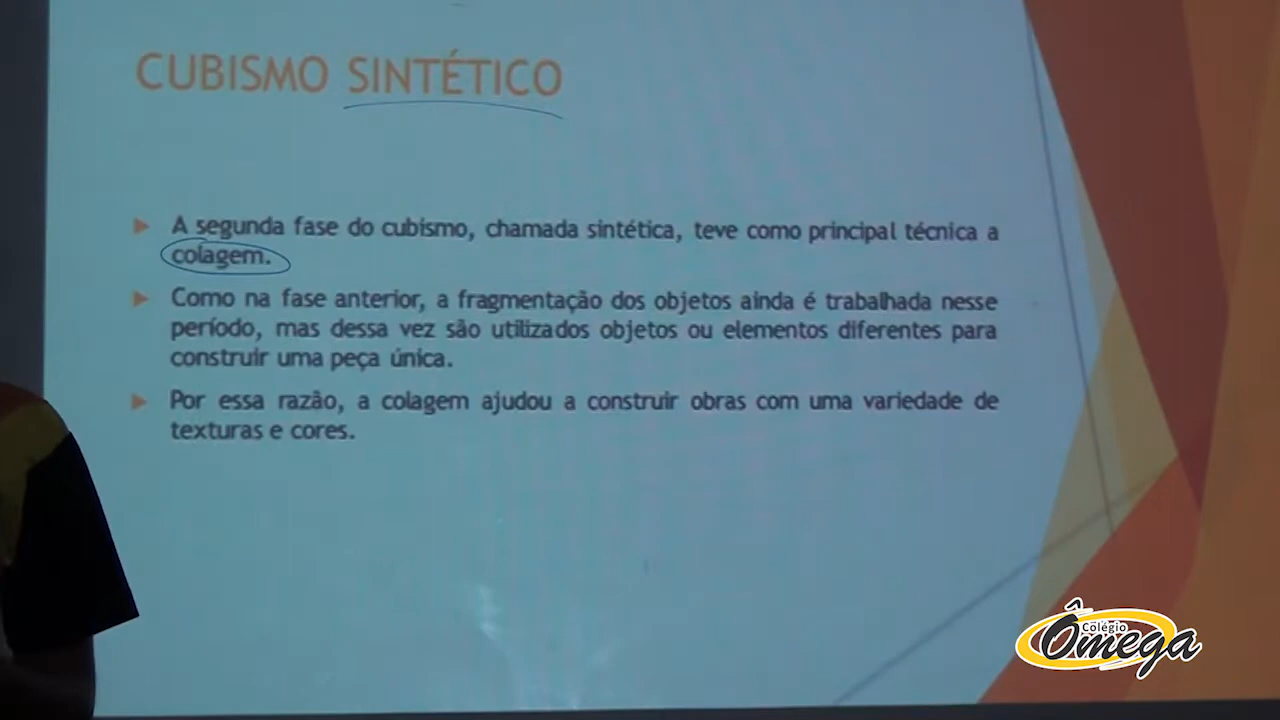 CUBISMO SINTÉTICO
A segunda fase do cubismo, chamada sintética, teve como principal técnica a
colagem.
Como na fase anterior, a fragmentação dos objetos ainda é trabalhada nesse
período, mas dessa vez são utilizados objetos ou elementos diferentes para
construir uma peça única.
Por essa razão, a colagem ajudou a construir obras com uma variedade de
texturas e cores.
Colégio
Ômega